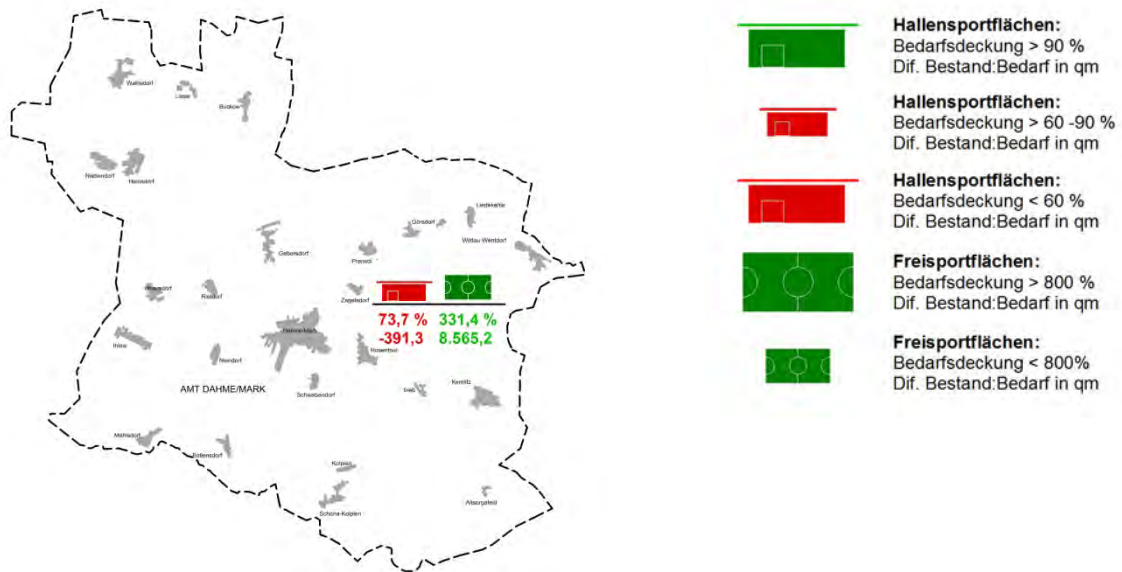 Wahlsdorf
Liepe
Buckow
Niebendorf
Heinsdorf
Liedekahle
Görsdorf
Wildau-Wentdorf
Gebersdorf
Prensdorf
Zagelsdorf
Rietdorf
Ihlow
Niendorf
Rosenthal
73,7 % 331,4 %
-391,3 8.565,2
AMT DAHME/MARK
Schwebendorf
Kemlitz
Mehlsdorf
Bollensdorf
Kolpien
Schöna-Kolpien
Altsorgefeld
Hallensportflächen:
Bedarfsdeckung > 90 %
Dif. Bestand:Bedarf in qm
Hallensportflächen:
Bedarfsdeckung > 60 -90 %
Dif. Bestand:Bedarf in qm
Hallensportflächen:
Bedarfsdeckung < 60 %
Dif. Bestand:Bedarf in qm
Freisportflächen:
Bedarfsdeckung > 800 %
Dif. Bestand:Bedarf in qm
Freisportflächen:
Bedarfsdeckung < 800%
Dif. Bestand:Bedarf in qm